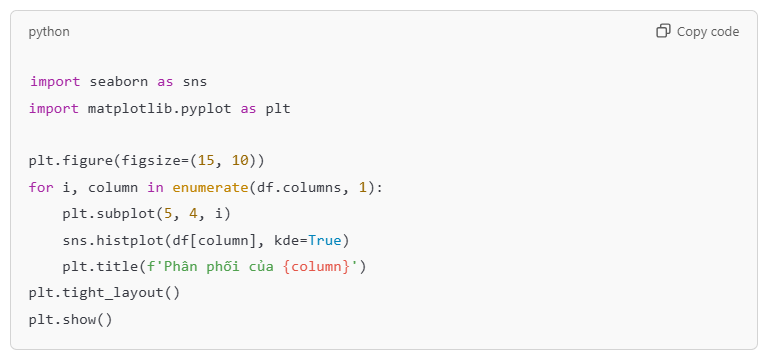 python
Copy code
import seaborn as sns
import matplotlib.pyplot as plt
plt.figure(figsize=(15, 10))
for i, column in enumerate(df.columns, 1):
    plt.subplot(5, 4, i)
    sns.histplot(df[column], kde=True)
    plt.title(f'Phân phối của {column}')
plt.tight_layout()
plt.show()